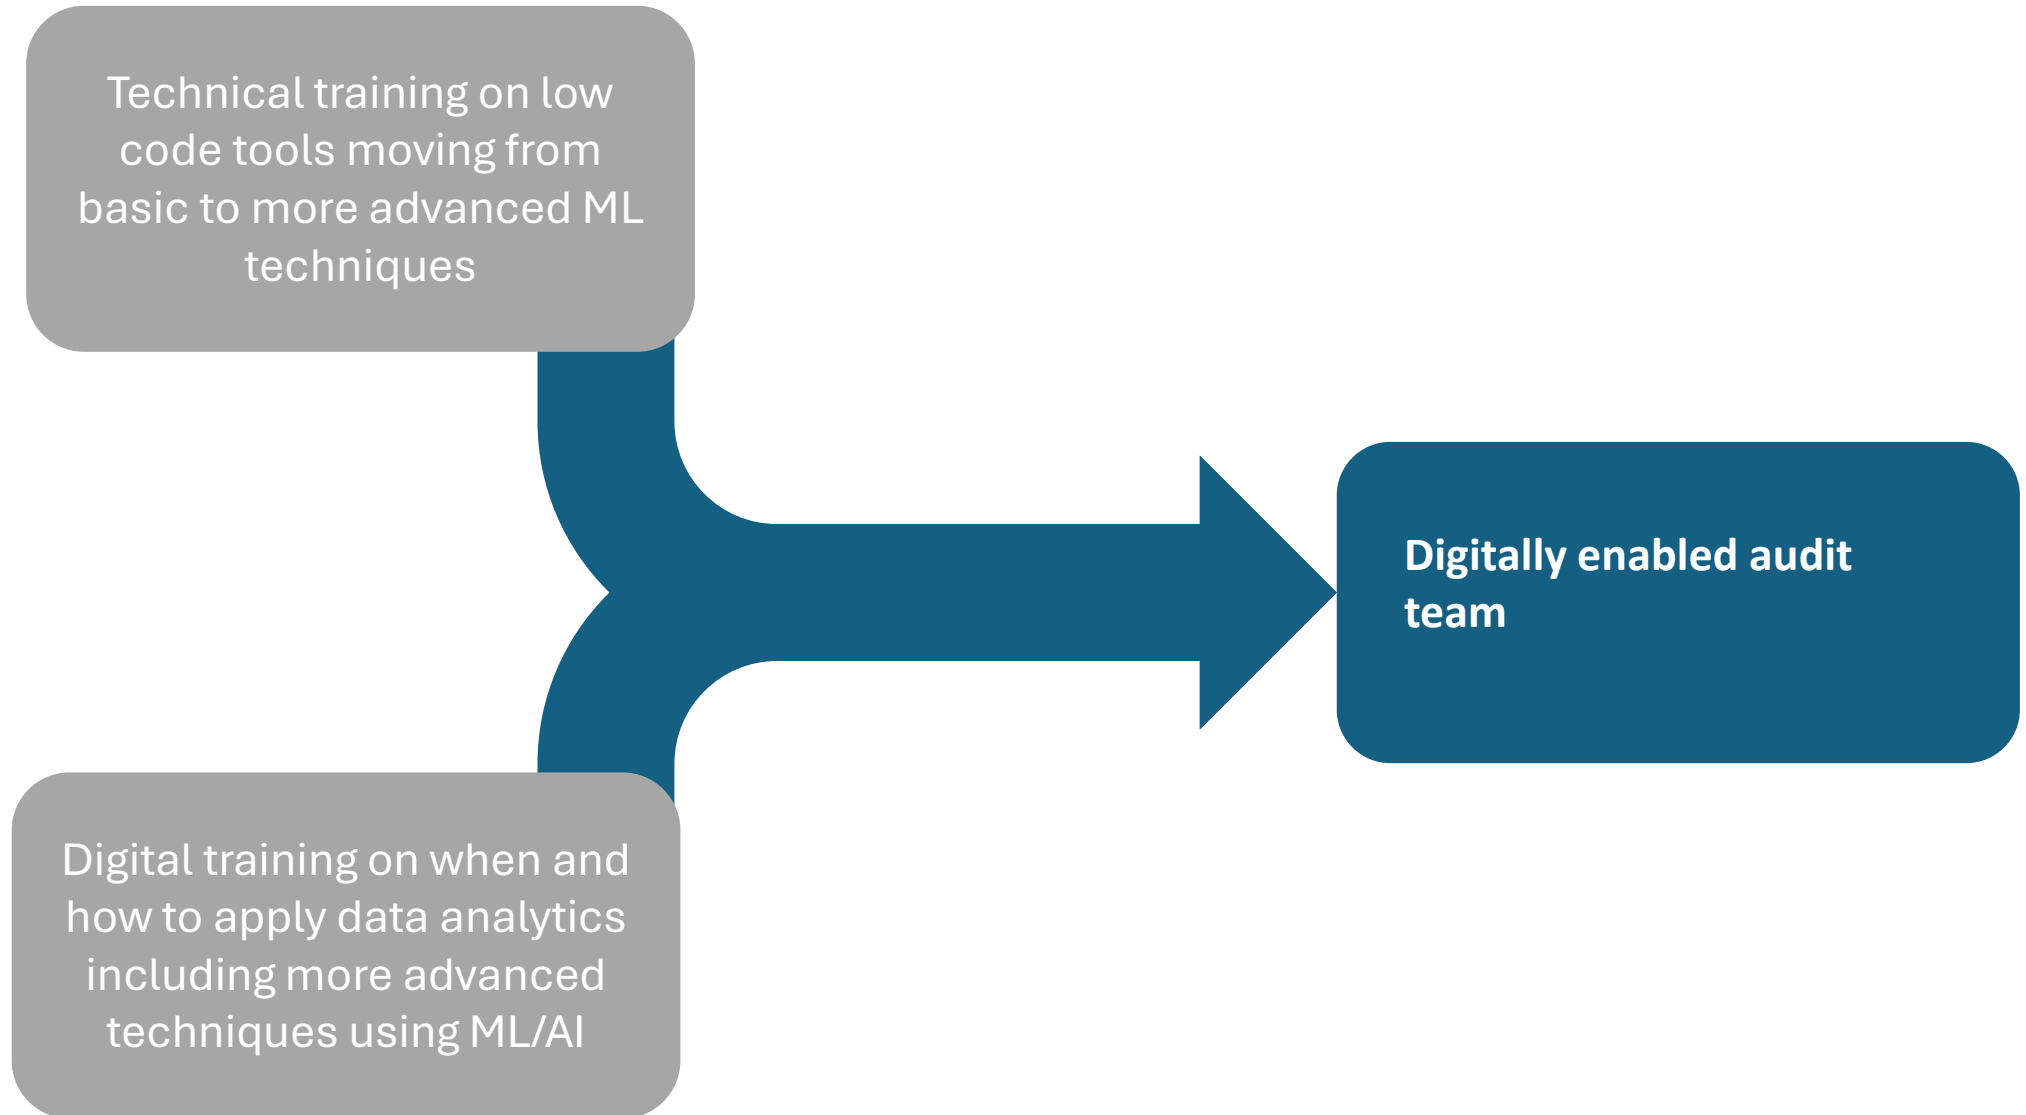 Technical training on low
code tools moving from
basic to more advanced ML
techniques
Digitally enabled audit
team
Digital training on when and
how to apply data analytics
including more advanced
techniques using ML/AI